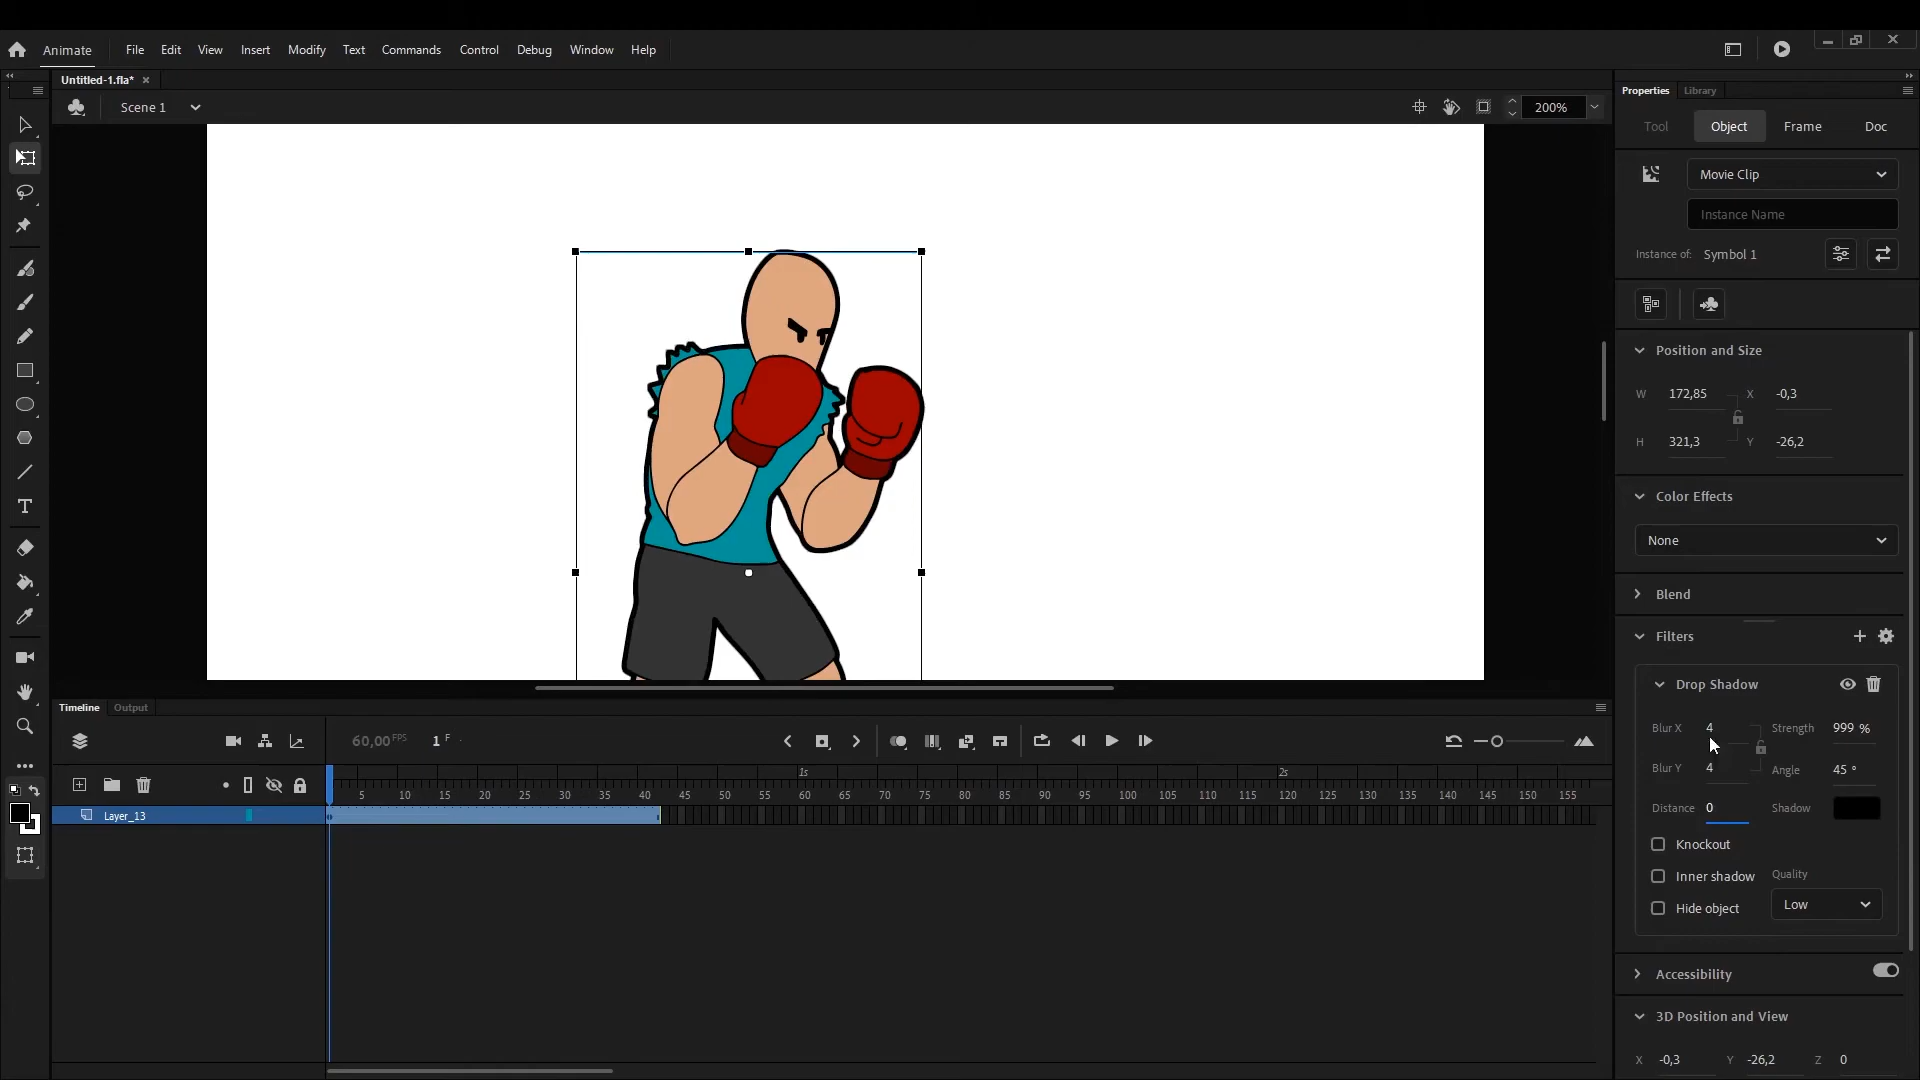 Animate File Edit View Insert Modify Text Commands Control Debug Window Help
Untitled-1.fla*
Scene 1
200%
Properties Library
Tool Object Frame Doc
Movie Clip
Instance Name
Instance of: Symbol 1
Position and Size
W 172,85 X -0,3
H 321,3 Y -26,2
Color Effects
None
Blend
Filters
Drop Shadow
Blur X 4 Strength 999 %
Blur Y 4 Angle 45 °
Distance 0 Shadow
Knockout
Inner shadow Quality
Hide object Low
Accessibility
3D Position and View
X -0,3 Y -26,2 Z 0
Timeline Output
60,00 FPS 1 F
1s 2s
5 10 15 20 25 30 35 40 45 50 55 60 65 70 75 80 85 90 95 100 105 110 115 120 125 130 135 140 145 150 155
Layer_13